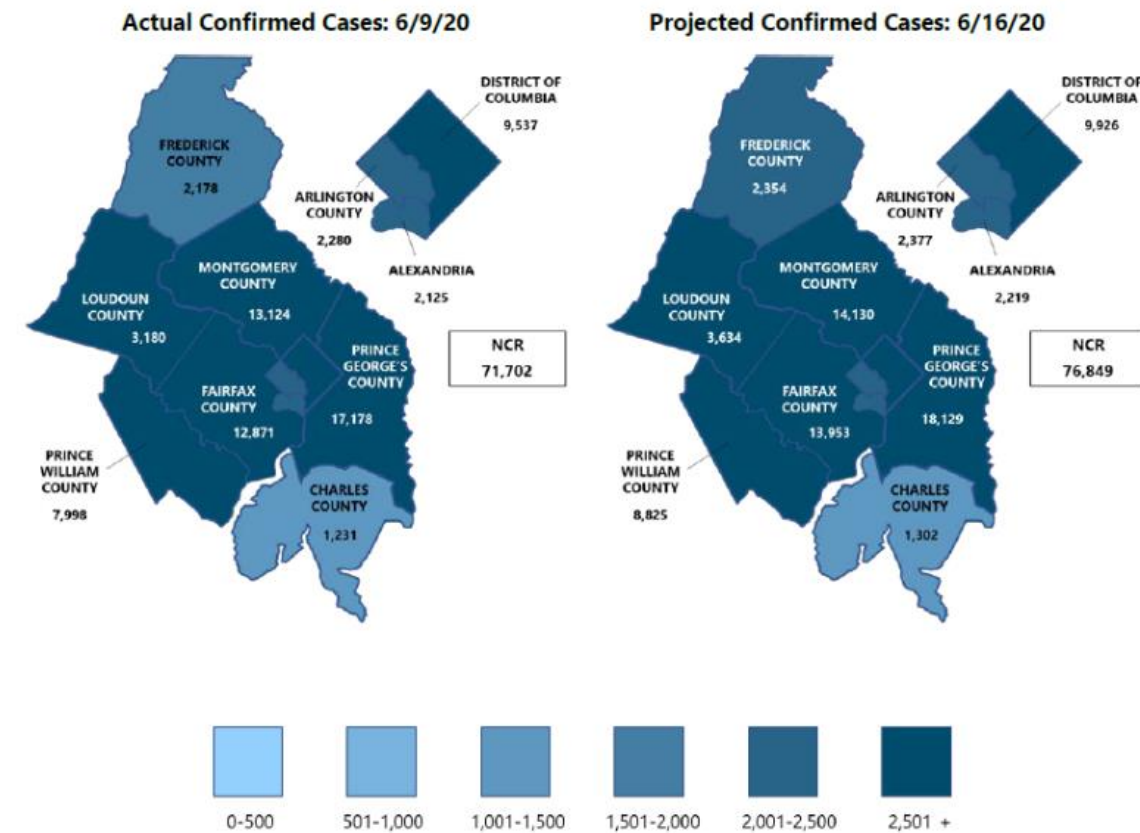 Actual Confirmed Cases: 6/9/20
DISTRICT OF
COLUMBIA
9,537
FREDERICK
COUNTY
2,178
ARLINGTON
COUNTY
2,280
ALEXANDRIA
2,125
MONTGOMERY
COUNTY
13,124
LOUDOUN
COUNTY
3,180
NCR
71,702
PRINCE
GEORGE'S
COUNTY
17,178
FAIRFAX
COUNTY
12,871
PRINCE
WILLIAM
COUNTY
7,998
CHARLES
COUNTY
1,231
Projected Confirmed Cases: 6/16/20
DISTRICT OF
COLUMBIA
9,926
FREDERICK
COUNTY
2,354
ARLINGTON
COUNTY
2,377
ALEXANDRIA
2,219
MONTGOMERY
COUNTY
14,130
LOUDOUN
COUNTY
3,634
NCR
76,849
PRINCE
GEORGE'S
COUNTY
18,129
FAIRFAX
COUNTY
13,953
PRINCE
WILLIAM
COUNTY
8,825
CHARLES
COUNTY
1,302
0-500
501-1,000
1,001-1,500
1,501-2,000
2,001-2,500
2,501 +